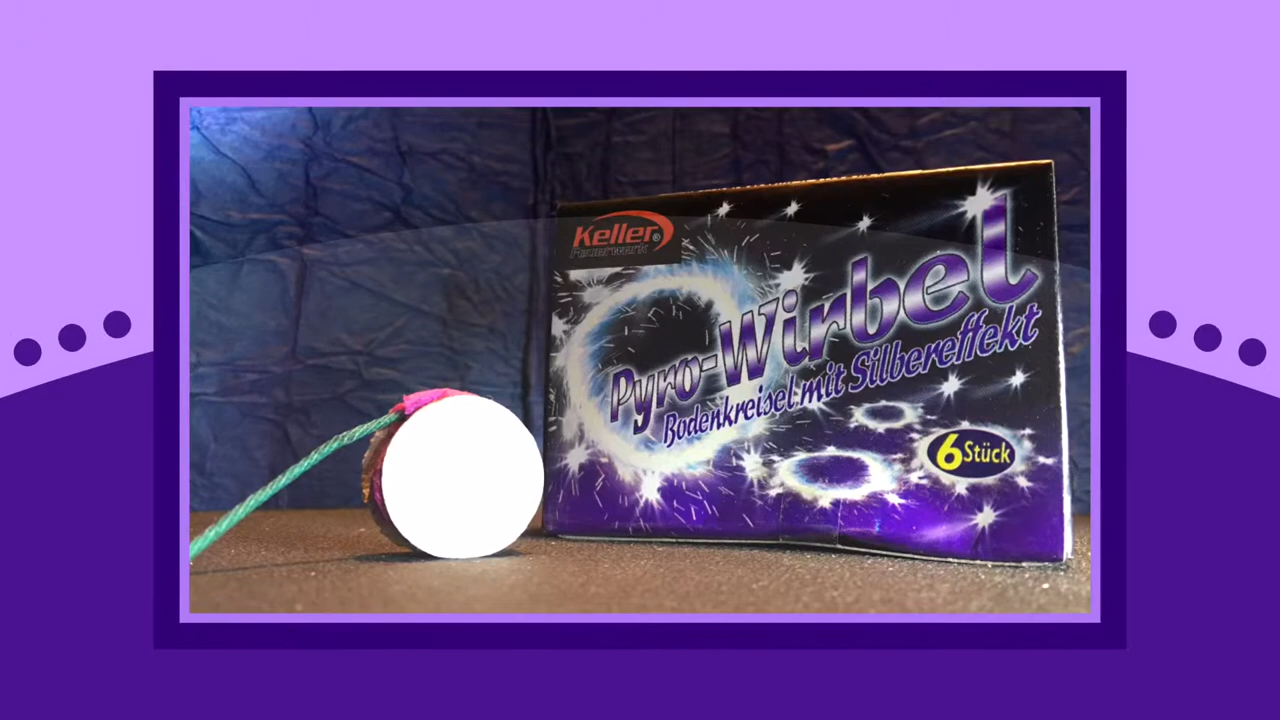 Keller®
Feuerwerk
Pyro-Wirbel
Bodenkreisel mit Silbereffekt
6 Stück